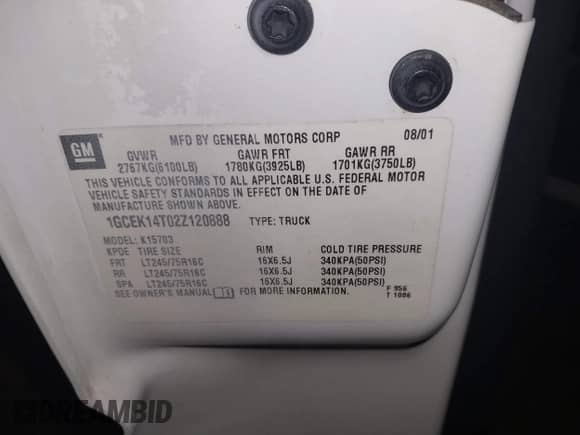 GM
MFD BY GENERAL MOTORS CORP 08/01
GVWR GAWR FRT GAWR RR
2767KG(6100LB) 1780KG(3925LB) 1701KG(3750LB)
THIS VEHICLE CONFORMS TO ALL APPLICABLE U.S. FEDERAL MOTOR
VEHICLE SAFETY STANDARDS IN EFFECT ON THE DATE OF
MANUFACTURE SHOWN ABOVE.
1GCEK14T02Z120888 TYPE: TRUCK
MODEL: K15703
KPDE TIRE SIZE RIM COLD TIRE PRESSURE
FRT LT245/75R16C 16X6.5J 340KPA(50PSI)
RR LT245/75R16C 16X6.5J 340KPA(50PSI)
SPA LT245/75R16C 16X6.5J 340KPA(50PSI)
SEE OWNER'S MANUAL FOR MORE INFORMATION. F 956
T 1006
DREAMBID